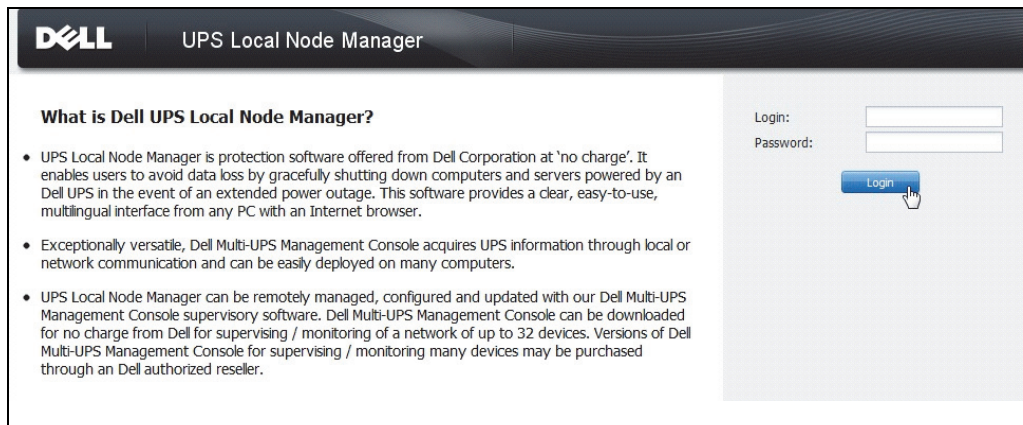 DELL UPS Local Node Manager
What is Dell UPS Local Node Manager?
• UPS Local Node Manager is protection software offered from Dell Corporation at ‘no charge’. It
enables users to avoid data loss by gracefully shutting down computers and servers powered by an
Dell UPS in the event of an extended power outage. This software provides a clear, easy-to-use,
multilingual interface from any PC with an Internet browser.
• Exceptionally versatile, Dell Multi-UPS Management Console acquires UPS information through local or
network communication and can be easily deployed on many computers.
• UPS Local Node Manager can be remotely managed, configured and updated with our Dell Multi-UPS
Management Console supervisory software. Dell Multi-UPS Management Console can be downloaded
for no charge from Dell for supervising / monitoring of a network of up to 32 devices. Versions of Dell
Multi-UPS Management Console for supervising / monitoring many devices may be purchased
through an Dell authorized reseller.
Login:
Password:
Login